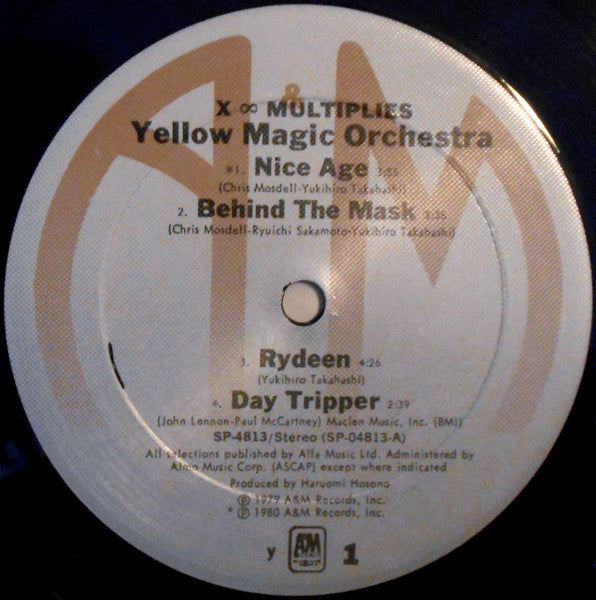 A & M
X ∞ MULTIPLIES
Yellow Magic Orchestra
*1. Nice Age 3:55
(Chris Mosdell-Yukihiro Takahashi)
2. Behind The Mask 3:35
(Chris Mosdell-Ryuichi Sakamoto-Yukihiro Takahashi)
3. Rydeen 4:26
(Yukihiro Takahashi)
4. Day Tripper 2:39
(John Lennon-Paul McCartney) Maclen Music, Inc. (BMI)
SP-4813/Stereo (SP-04813-A)
All selections published by Alfa Music Ltd. Administered by
Almo Music Corp. (ASCAP) except where indicated
Produced by Haruomi Hosono
℗ 1979 A&M Records, Inc.
* ℗ 1980 A&M Records, Inc.
y A&M RECORDS 1